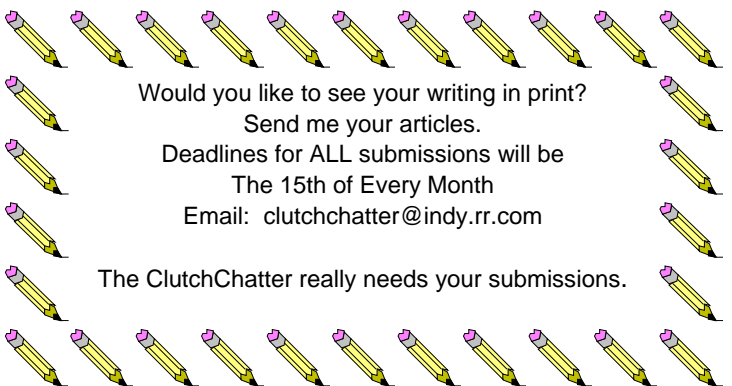 Would you like to see your writing in print?
Send me your articles.
Deadlines for ALL submissions will be
The 15th of Every Month
Email:  clutchchatter@indy.rr.com
The ClutchChatter really needs your submissions.